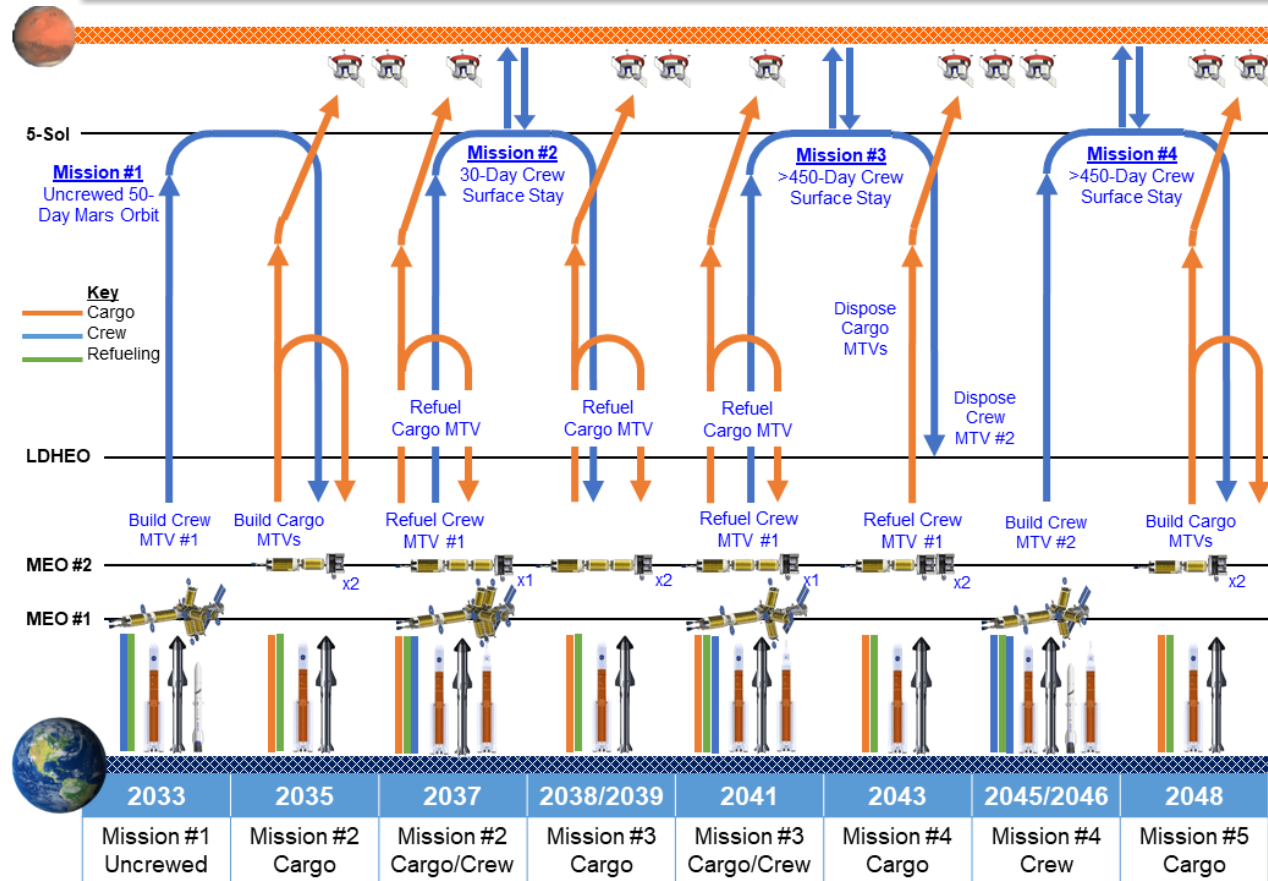 5-Sol
Mission #1
Uncrewed 50-
Day Mars Orbit
Mission #2
30-Day Crew
Surface Stay
Mission #3
>450-Day Crew
Surface Stay
Mission #4
>450-Day Crew
Surface Stay
Key
Cargo
Crew
Refueling
Dispose
Cargo
MTVs
Dispose
Crew
MTV #2
Refuel
Cargo MTV
Refuel
Cargo MTV
Refuel
Cargo MTV
LDHEO
Build Crew
MTV #1
Build Cargo
MTVs
Refuel Crew
MTV #1
Refuel Crew
MTV #1
Refuel Crew
MTV #1
Build Crew
MTV #2
Build Cargo
MTVs
MEO #2
x2
x1
x2
x1
x2
x2
MEO #1
2033
2035
2037
2038/2039
2041
2043
2045/2046
2048
Mission #1
Uncrewed
Mission #2
Cargo
Mission #2
Cargo/Crew
Mission #3
Cargo
Mission #3
Cargo/Crew
Mission #4
Cargo
Mission #4
Crew
Mission #5
Cargo